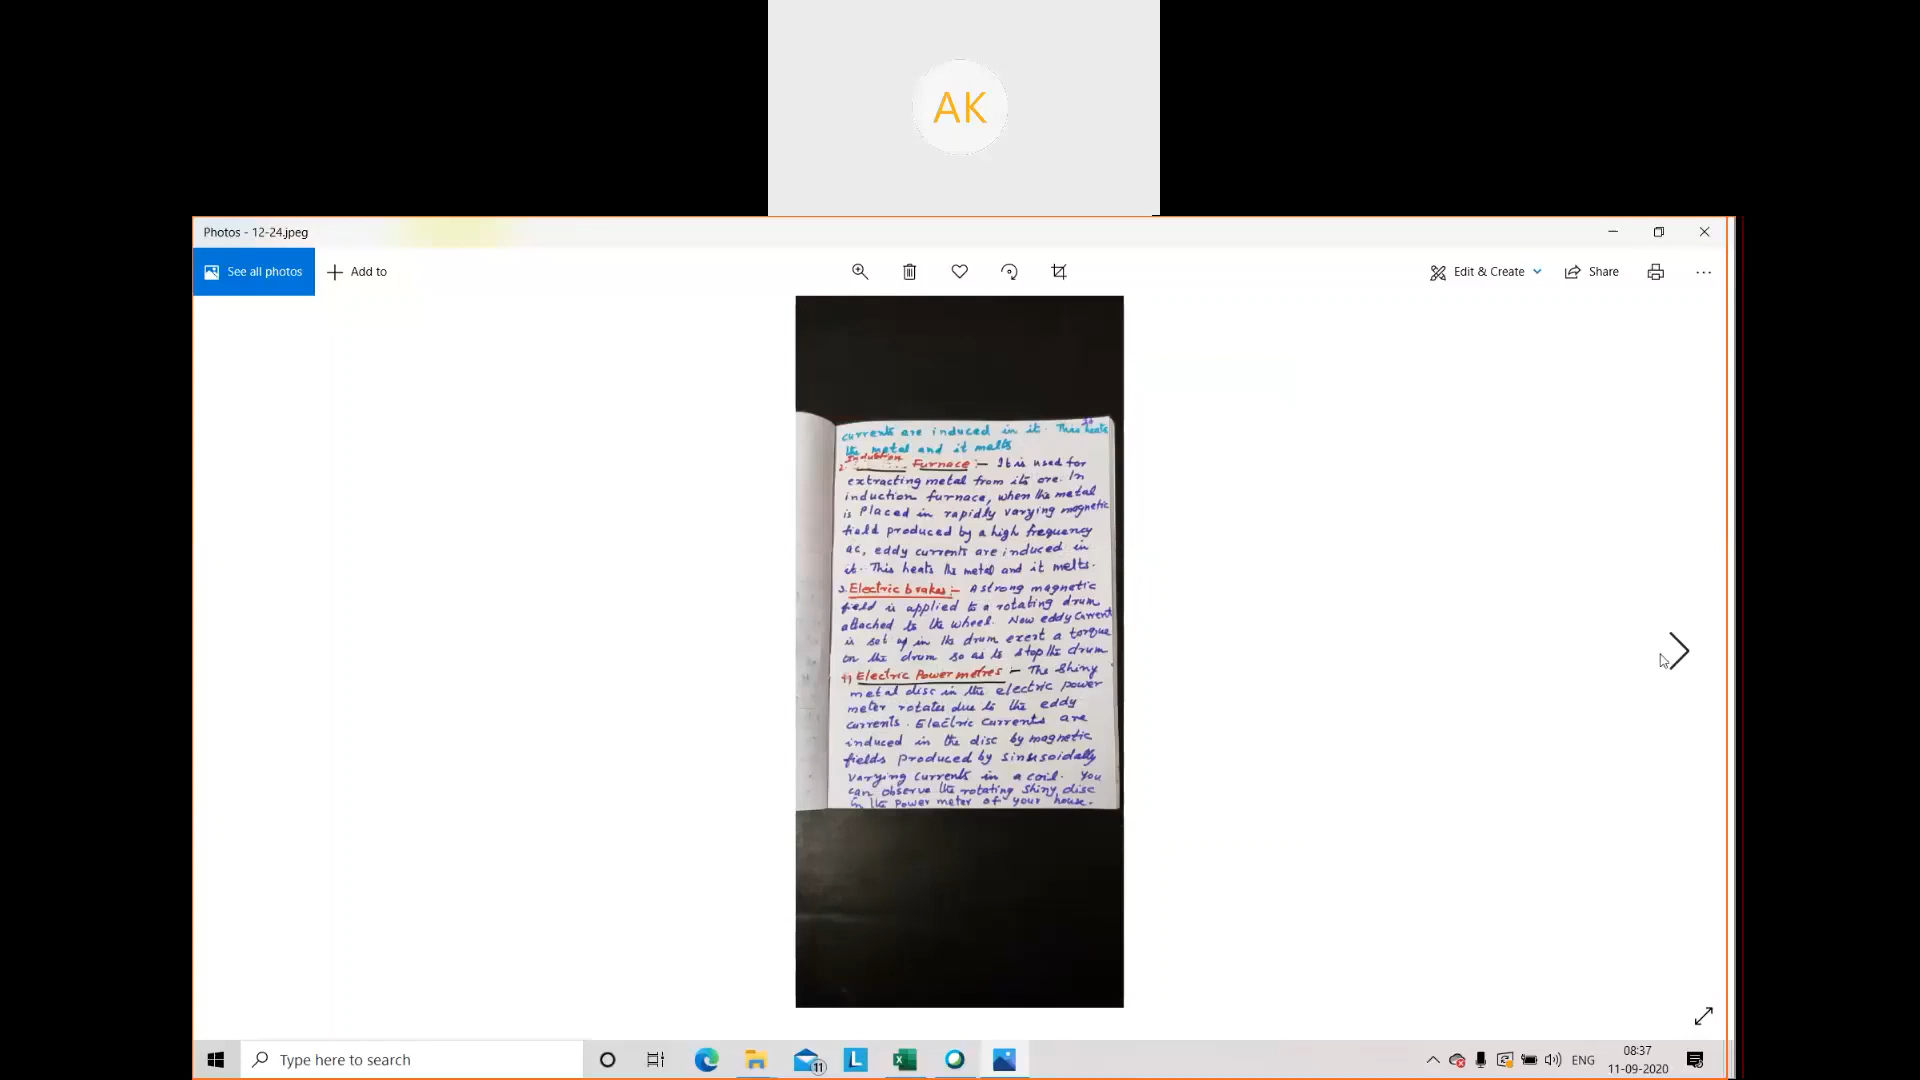 AK
Photos - 12-24.jpeg
See all photos
Add to
Edit & Create
Share
currents are induced in it. This heats
the metal and it melts
2. Induction Furnace :- It is used for
extracting metal from its ore. In
induction furnace, when the metal
is placed in rapidly varying magnetic
field produced by a high frequency
ac, eddy currents are induced in
it. This heats the metal and it melts.
3. Electric brakes :- A strong magnetic
field is applied to a rotating drum
attached to the wheel. Now eddy current
is set up in the drum exert a torque
on the drum so as to stop the drum
4) Electric Power metres :- The shiny
metal disc in the electric power
meter rotates due to the eddy
currents. Electric currents are
induced in the disc by magnetic
fields produced by sinusoidally
varying currents in a coil. You
can observe the rotating shiny disc
in the power meter of your house.
Type here to search
11
L
ENG
08:37
11-09-2020